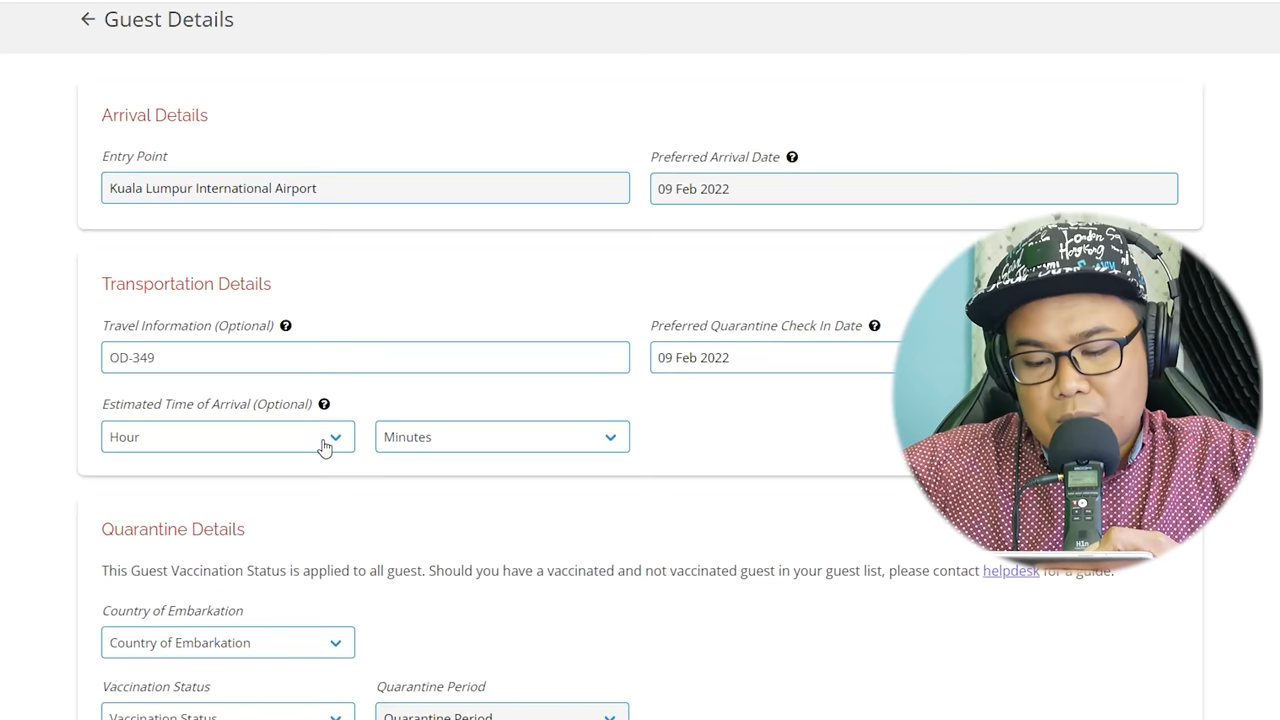 Guest Details
Arrival Details
Entry Point
Preferred Arrival Date
Kuala Lumpur International Airport
09 Feb 2022
Transportation Details
Travel Information (Optional)
Preferred Quarantine Check In Date
OD-349
09 Feb 2022
Estimated Time of Arrival (Optional)
Hour
Minutes
Quarantine Details
This Guest Vaccination Status is applied to all guest. Should you have a vaccinated and not vaccinated guest in your guest list, please contact helpdesk for a guide.
Country of Embarkation
Country of Embarkation
Vaccination Status
Quarantine Period
Vaccination Status
Quarantine Period
London
HongKong
H1n